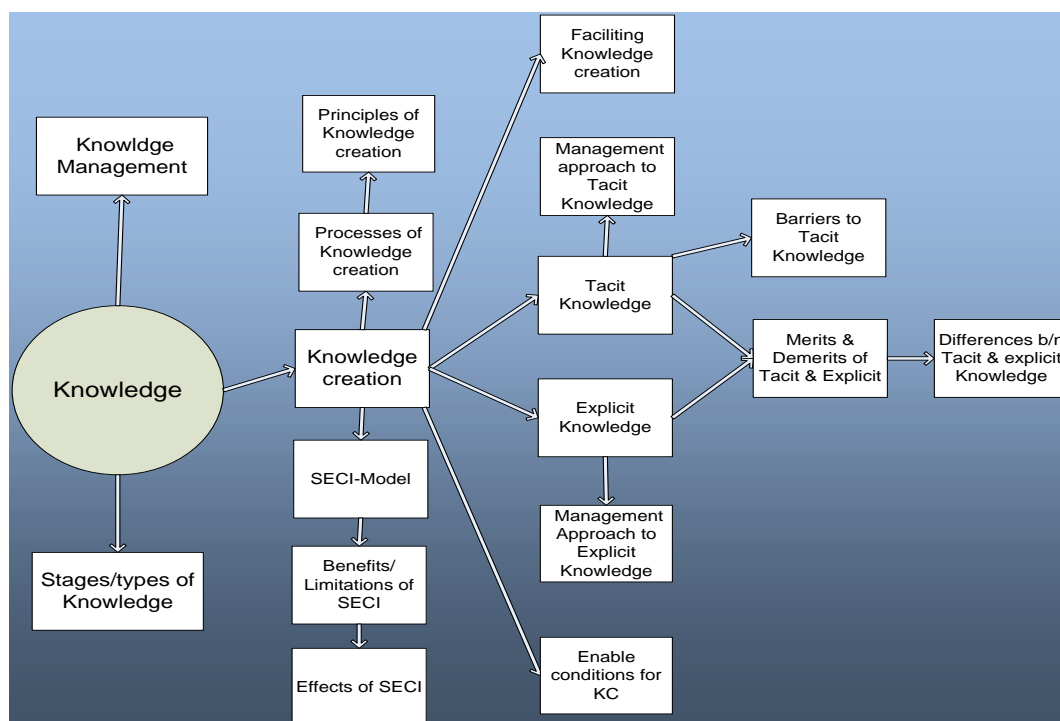 Faciliting
Knowledge
creation
Principles of
Knowledge
creation
Knowldge
Management
Management
approach to
Tacit
Knowledge
Barriers to
Tacit
Knowledge
Processes of
Knowledge
creation
Tacit
Knowledge
Knowledge
Knowledge
creation
Merits &
Demerits of
Tacit & Explicit
Differences b/n
Tacit & explicit
Knowledge
Explicit
Knowledge
SECI-Model
Management
Approach to
Explicit
Knowledge
Stages/types of
Knowledge
Benefits/
Limitations of
SECI
Effects of SECI
Enable
conditions for
KC